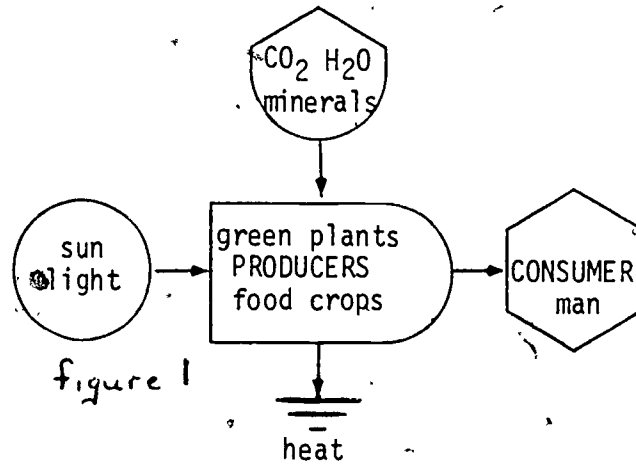 CO₂ H₂O
minerals
sun
light
green plants
PRODUCERS
food crops
CONSUMER
man
figure 1
heat